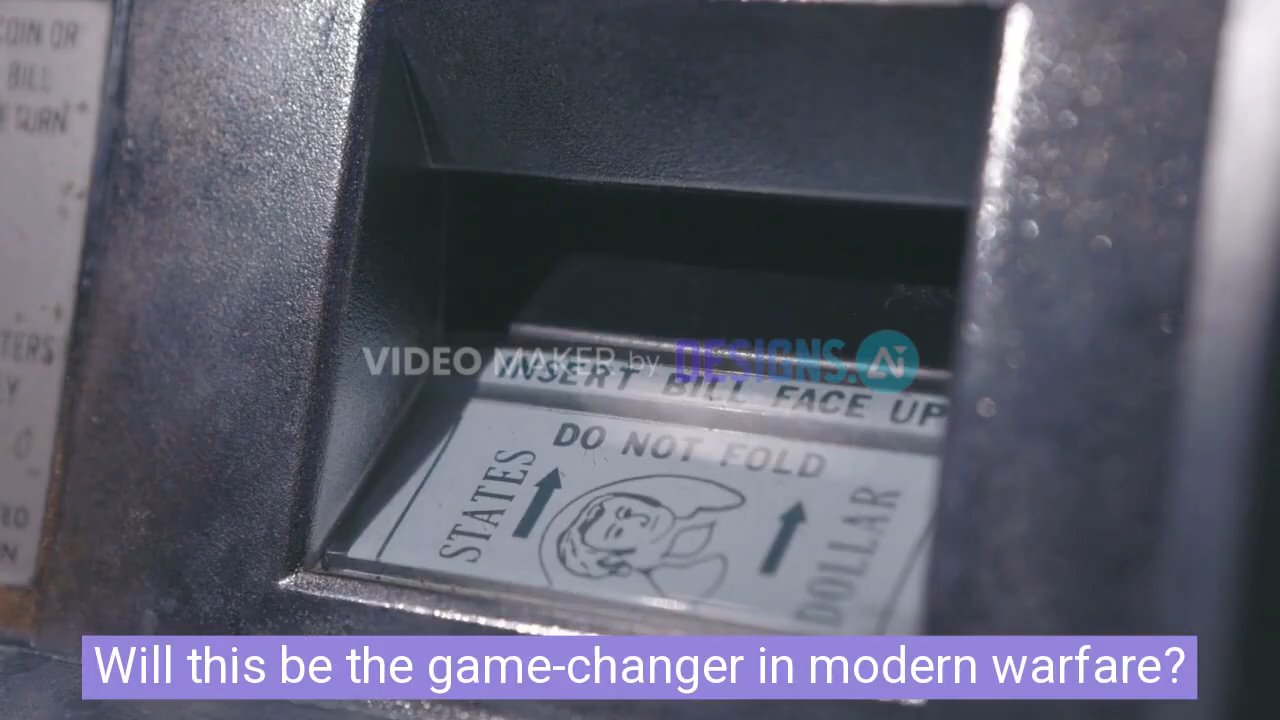 COIN OR
BILL
TURN
TERS
Y
VIDEO MAKER by DESIGNS.Ai
INSERT BILL FACE UP
DO NOT FOLD
STATES
DOLLAR
Will this be the game-changer in modern warfare?